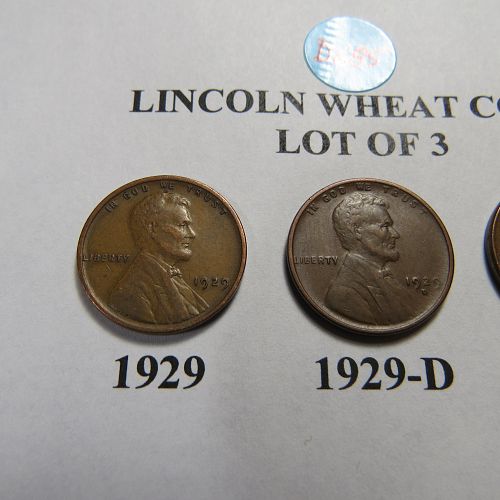 LINCOLN WHEAT C
LOT OF 3
IN GOD WE TRUST
LIBERTY
1929
IN GOD WE TRUST
LIBERTY
1929
D
1929
1929-D